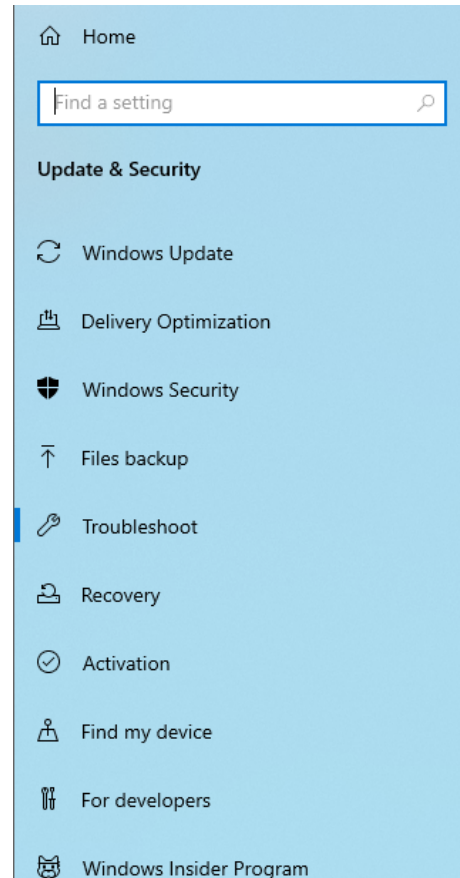 Home
Find a setting
Update & Security
Windows Update
Delivery Optimization
Windows Security
Files backup
Troubleshoot
Recovery
Activation
Find my device
For developers
Windows Insider Program